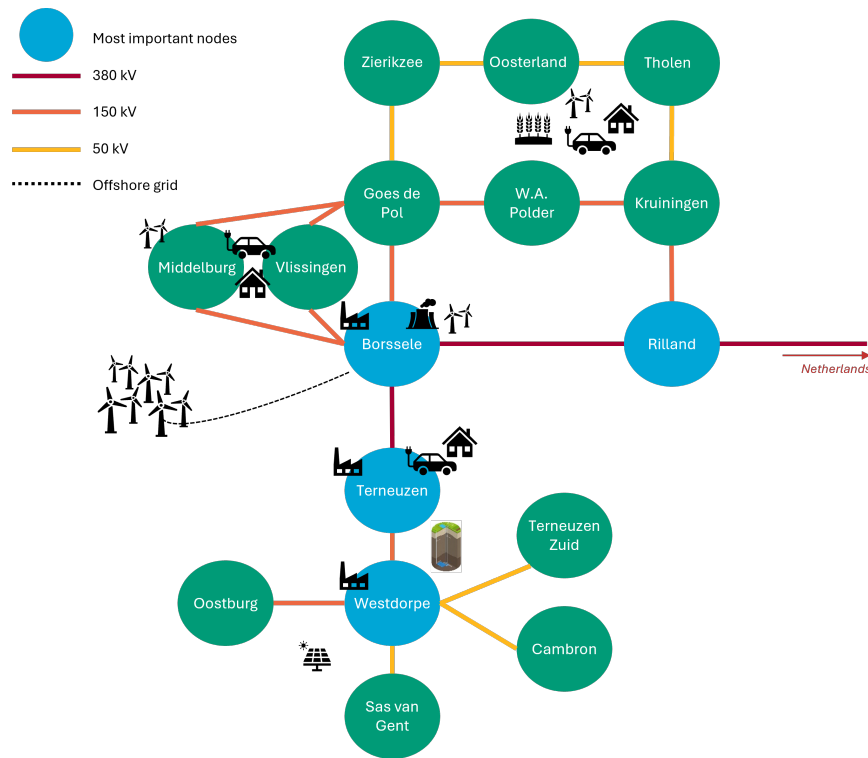 Most important nodes
380 kV
150 kV
50 kV
Offshore grid
Zierikzee
Oosterland
Tholen
Goes de
Pol
W.A.
Polder
Kruiningen
Middelburg
Vlissingen
Borssele
Rilland
Netherlands
Terneuzen
Terneuzen
Zuid
Oostburg
Westdorpe
Cambron
Sas van
Gent